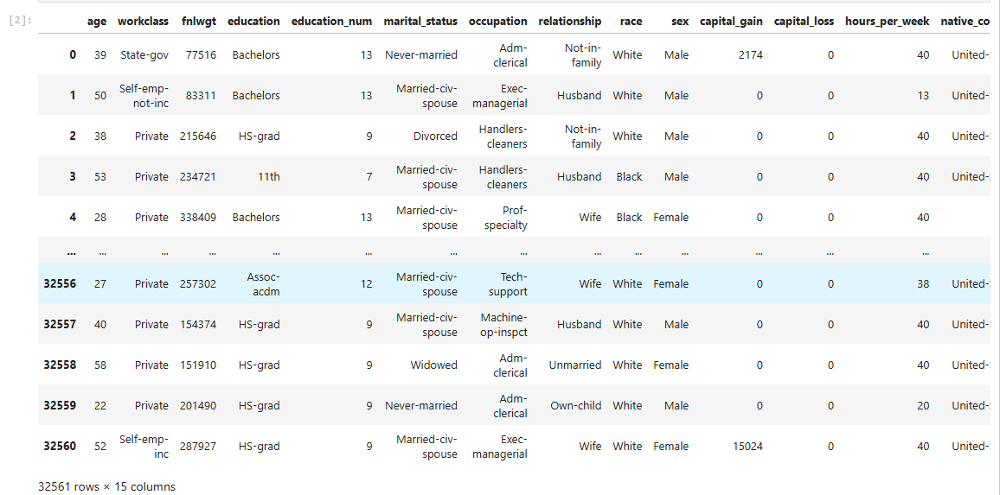 [2]: age workclass fnlwgt education education_num marital_status occupation relationship race sex capital_gain capital_loss hours_per_week native_co
0 39 State-gov 77516 Bachelors 13 Never-married Adm-clerical Not-in-family White Male 2174 0 40 United-
1 50 Self-emp-not-inc 83311 Bachelors 13 Married-civ-spouse Exec-managerial Husband White Male 0 0 13 United-
2 38 Private 215646 HS-grad 9 Divorced Handlers-cleaners Not-in-family White Male 0 0 40 United-
3 53 Private 234721 11th 7 Married-civ-spouse Handlers-cleaners Husband Black Male 0 0 40 United-
4 28 Private 338409 Bachelors 13 Married-civ-spouse Prof-specialty Wife Black Female 0 0 40
... ... ... ... ... ... ... ... ... ... ... ... ... ...
32556 27 Private 257302 Assoc-acdm 12 Married-civ-spouse Tech-support Wife White Female 0 0 38 United-
32557 40 Private 154374 HS-grad 9 Married-civ-spouse Machine-op-inspct Husband White Male 0 0 40 United-
32558 58 Private 151910 HS-grad 9 Widowed Adm-clerical Unmarried White Female 0 0 40 United-
32559 22 Private 201490 HS-grad 9 Never-married Adm-clerical Own-child White Male 0 0 20 United-
32560 52 Self-emp-inc 287927 HS-grad 9 Married-civ-spouse Exec-managerial Wife White Female 15024 0 40 United-
32561 rows × 15 columns